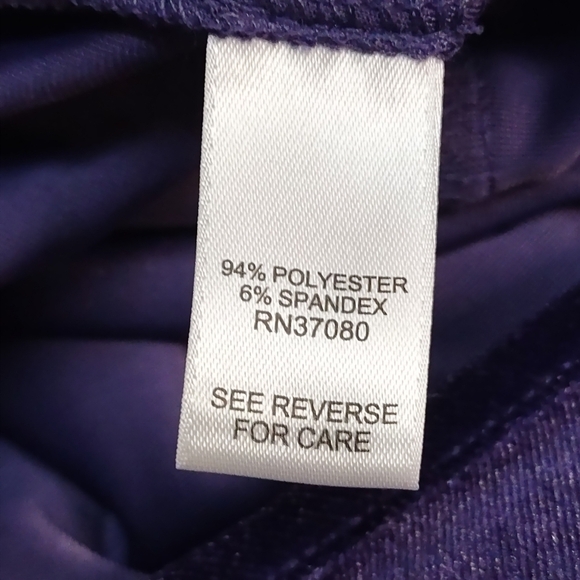 94% POLYESTER
6% SPANDEX
RN37080
SEE REVERSE
FOR CARE